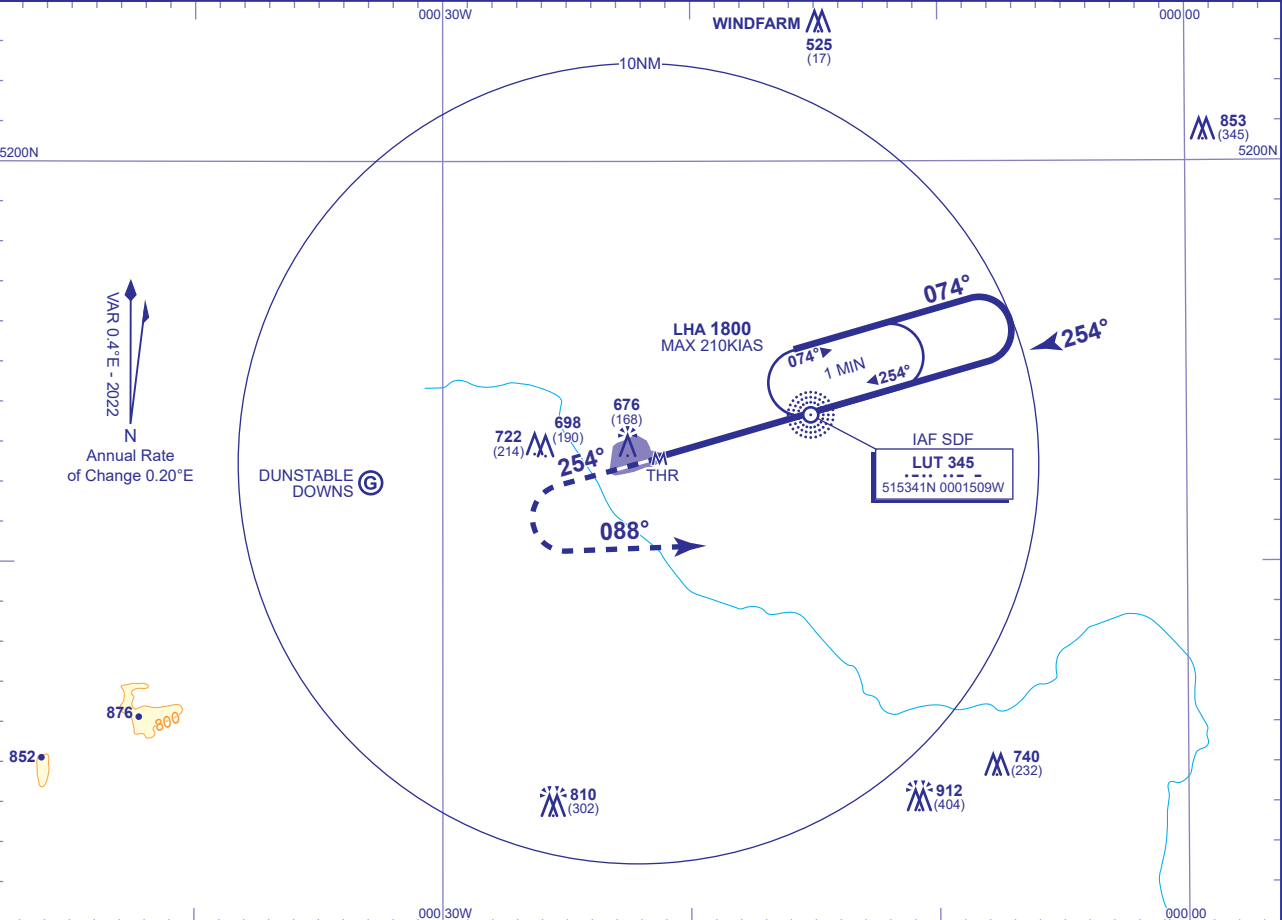 000 30W
000 00
WINDFARM
525
(17)
10NM
853
(345)
5200N
5200N
VAR 0.4°E - 2022
N
Annual Rate
of Change 0.20°E
074°
254°
LHA 1800
MAX 210KIAS
074°
1 MIN
254°
676
(168)
698
(190)
722
(214)
254°
M
THR
IAF SDF
LUT 345
515341N 0001509W
DUNSTABLE
DOWNS
G
088°
876
800
852
740
(232)
810
(302)
912
(404)
000 30W
000 00